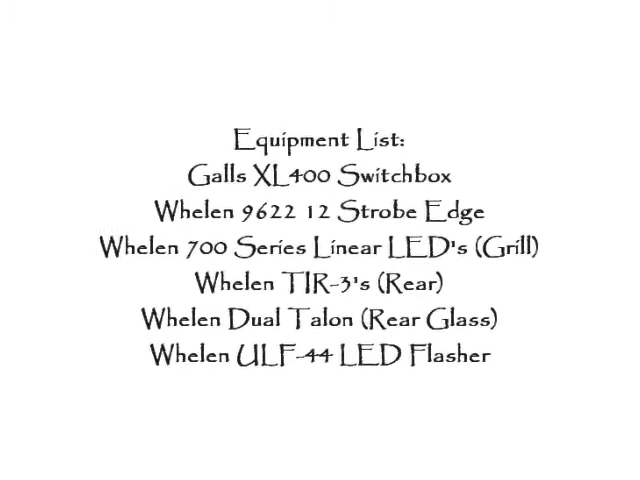 Equipment List:
Galls XL400 Switchbox
Whelen 9622 12 Strobe Edge
Whelen 700 Series Linear LED's (Grill)
Whelen TIR-3's (Rear)
Whelen Dual Talon (Rear Glass)
Whelen ULF-44 LED Flasher